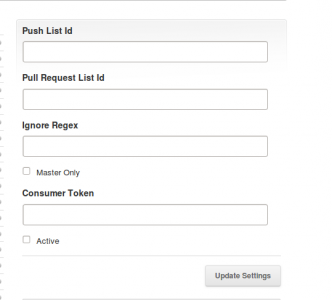 Push List Id
Pull Request List Id
Ignore Regex
Master Only
Consumer Token
Active
Update Settings